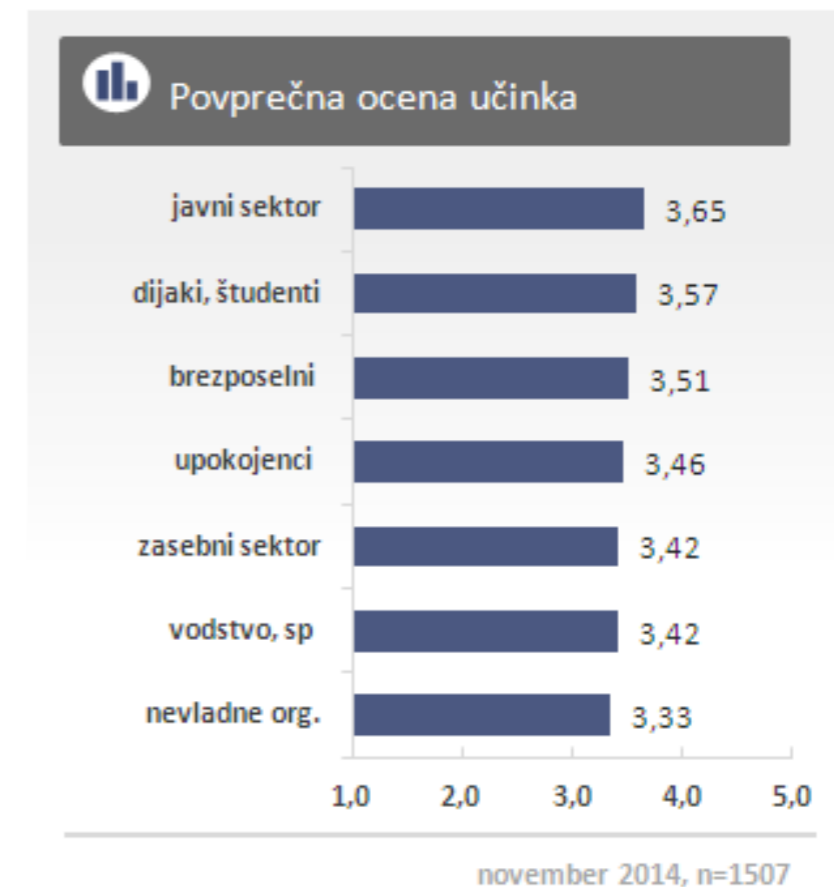 Povprečna ocena učinka
javni sektor 3,65
dijaki, študenti 3,57
brezposelni 3,51
upokojenci 3,46
zasebni sektor 3,42
vodstvo, sp 3,42
nevladne org. 3,33
1,0 2,0 3,0 4,0 5,0
november 2014, n=1507